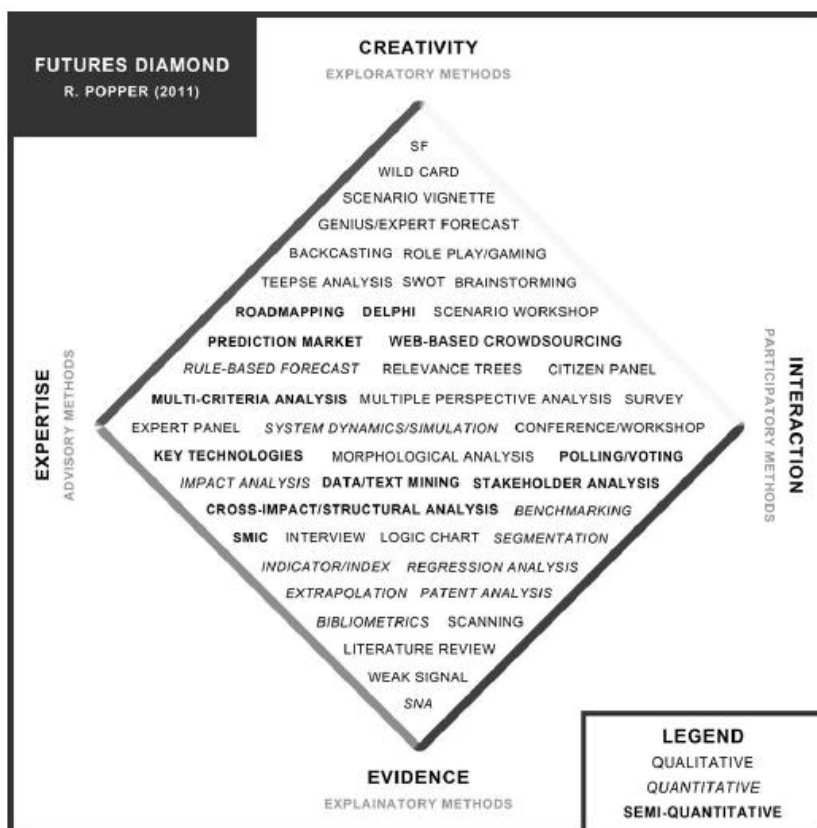 FUTURES DIAMOND
R. POPPER (2011)
CREATIVITY
EXPLORATORY METHODS
SF
WILD CARD
SCENARIO VIGNETTE
GENIUS/EXPERT FORECAST
BACKCASTING ROLE PLAY/GAMING
TEEPSE ANALYSIS SWOT BRAINSTORMING
ROADMAPPING DELPHI SCENARIO WORKSHOP
PREDICTION MARKET WEB-BASED CROWDSOURCING
RULE-BASED FORECAST RELEVANCE TREES CITIZEN PANEL
MULTI-CRITERIA ANALYSIS MULTIPLE PERSPECTIVE ANALYSIS SURVEY
EXPERT PANEL SYSTEM DYNAMICS/SIMULATION CONFERENCE/WORKSHOP
KEY TECHNOLOGIES MORPHOLOGICAL ANALYSIS POLLING/VOTING
IMPACT ANALYSIS DATA/TEXT MINING STAKEHOLDER ANALYSIS
CROSS-IMPACT/STRUCTURAL ANALYSIS BENCHMARKING
SMIC INTERVIEW LOGIC CHART SEGMENTATION
INDICATOR/INDEX REGRESSION ANALYSIS
EXTRAPOLATION PATENT ANALYSIS
BIBLIOMETRICS SCANNING
LITERATURE REVIEW
WEAK SIGNAL
SNA
EXPERTISE
ADVISORY METHODS
INTERACTION
PARTICIPATORY METHODS
EVIDENCE
EXPLAINATORY METHODS
LEGEND
QUALITATIVE
QUANTITATIVE
SEMI-QUANTITATIVE